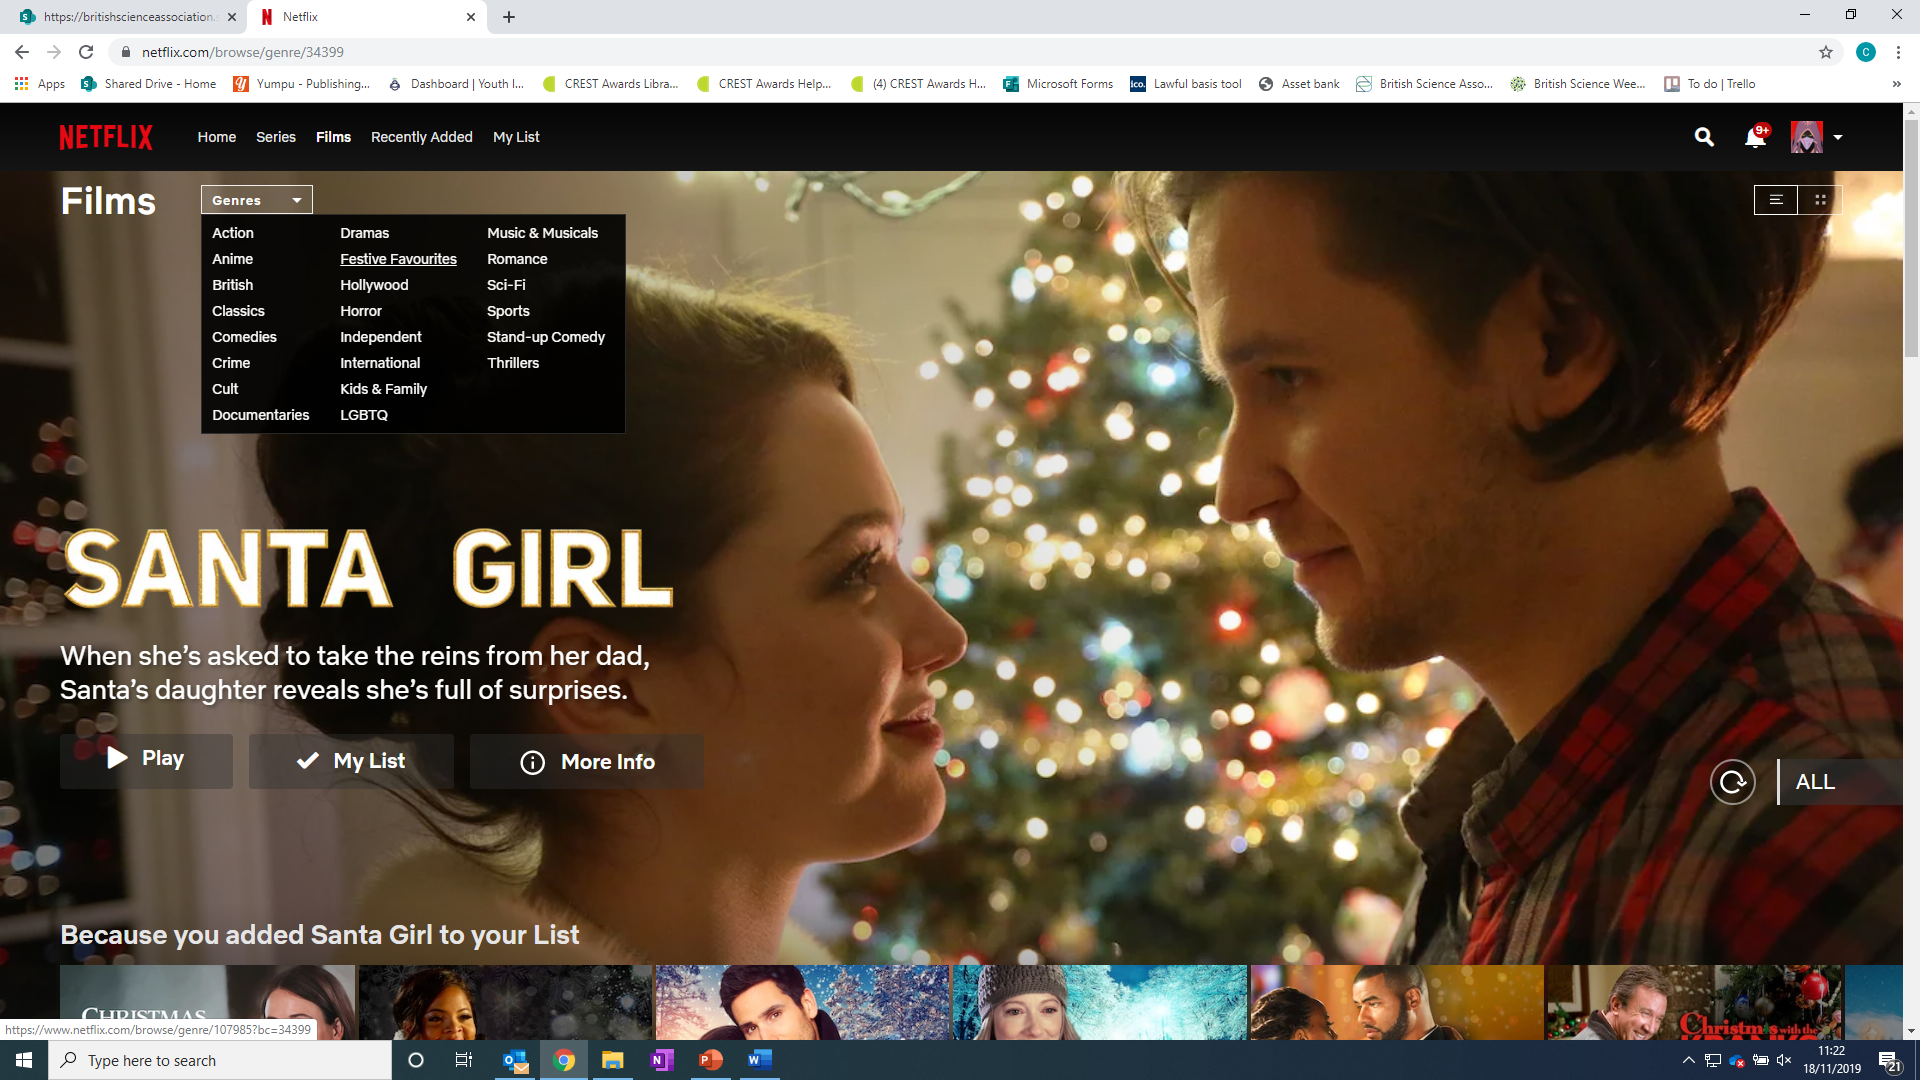 https://britishscienceassociation.s
Netflix
netflix.com/browse/genre/34399
C
Apps
Shared Drive - Home
Yumpu - Publishing...
Dashboard | Youth I...
CREST Awards Libra...
CREST Awards Help...
(4) CREST Awards H...
Microsoft Forms
ico.
Lawful basis tool
Asset bank
British Science Asso...
British Science Wee...
To do | Trello
NETFLIX
Home
Series
Films
Recently Added
My List
9+
Films
Genres
Action
Anime
British
Classics
Comedies
Crime
Cult
Documentaries
Dramas
Festive Favourites
Hollywood
Horror
Independent
International
Kids & Family
LGBTQ
Music & Musicals
Romance
Sci-Fi
Sports
Stand-up Comedy
Thrillers
SANTA GIRL
When she's asked to take the reins from her dad,
Santa's daughter reveals she's full of surprises.
Play
My List
More Info
ALL
Because you added Santa Girl to your List
CHRISTMAS
Christmas with the
KRANKS
https://www.netflix.com/browse/genre/107985?bc=34399
Type here to search
11:22
18/11/2019
21